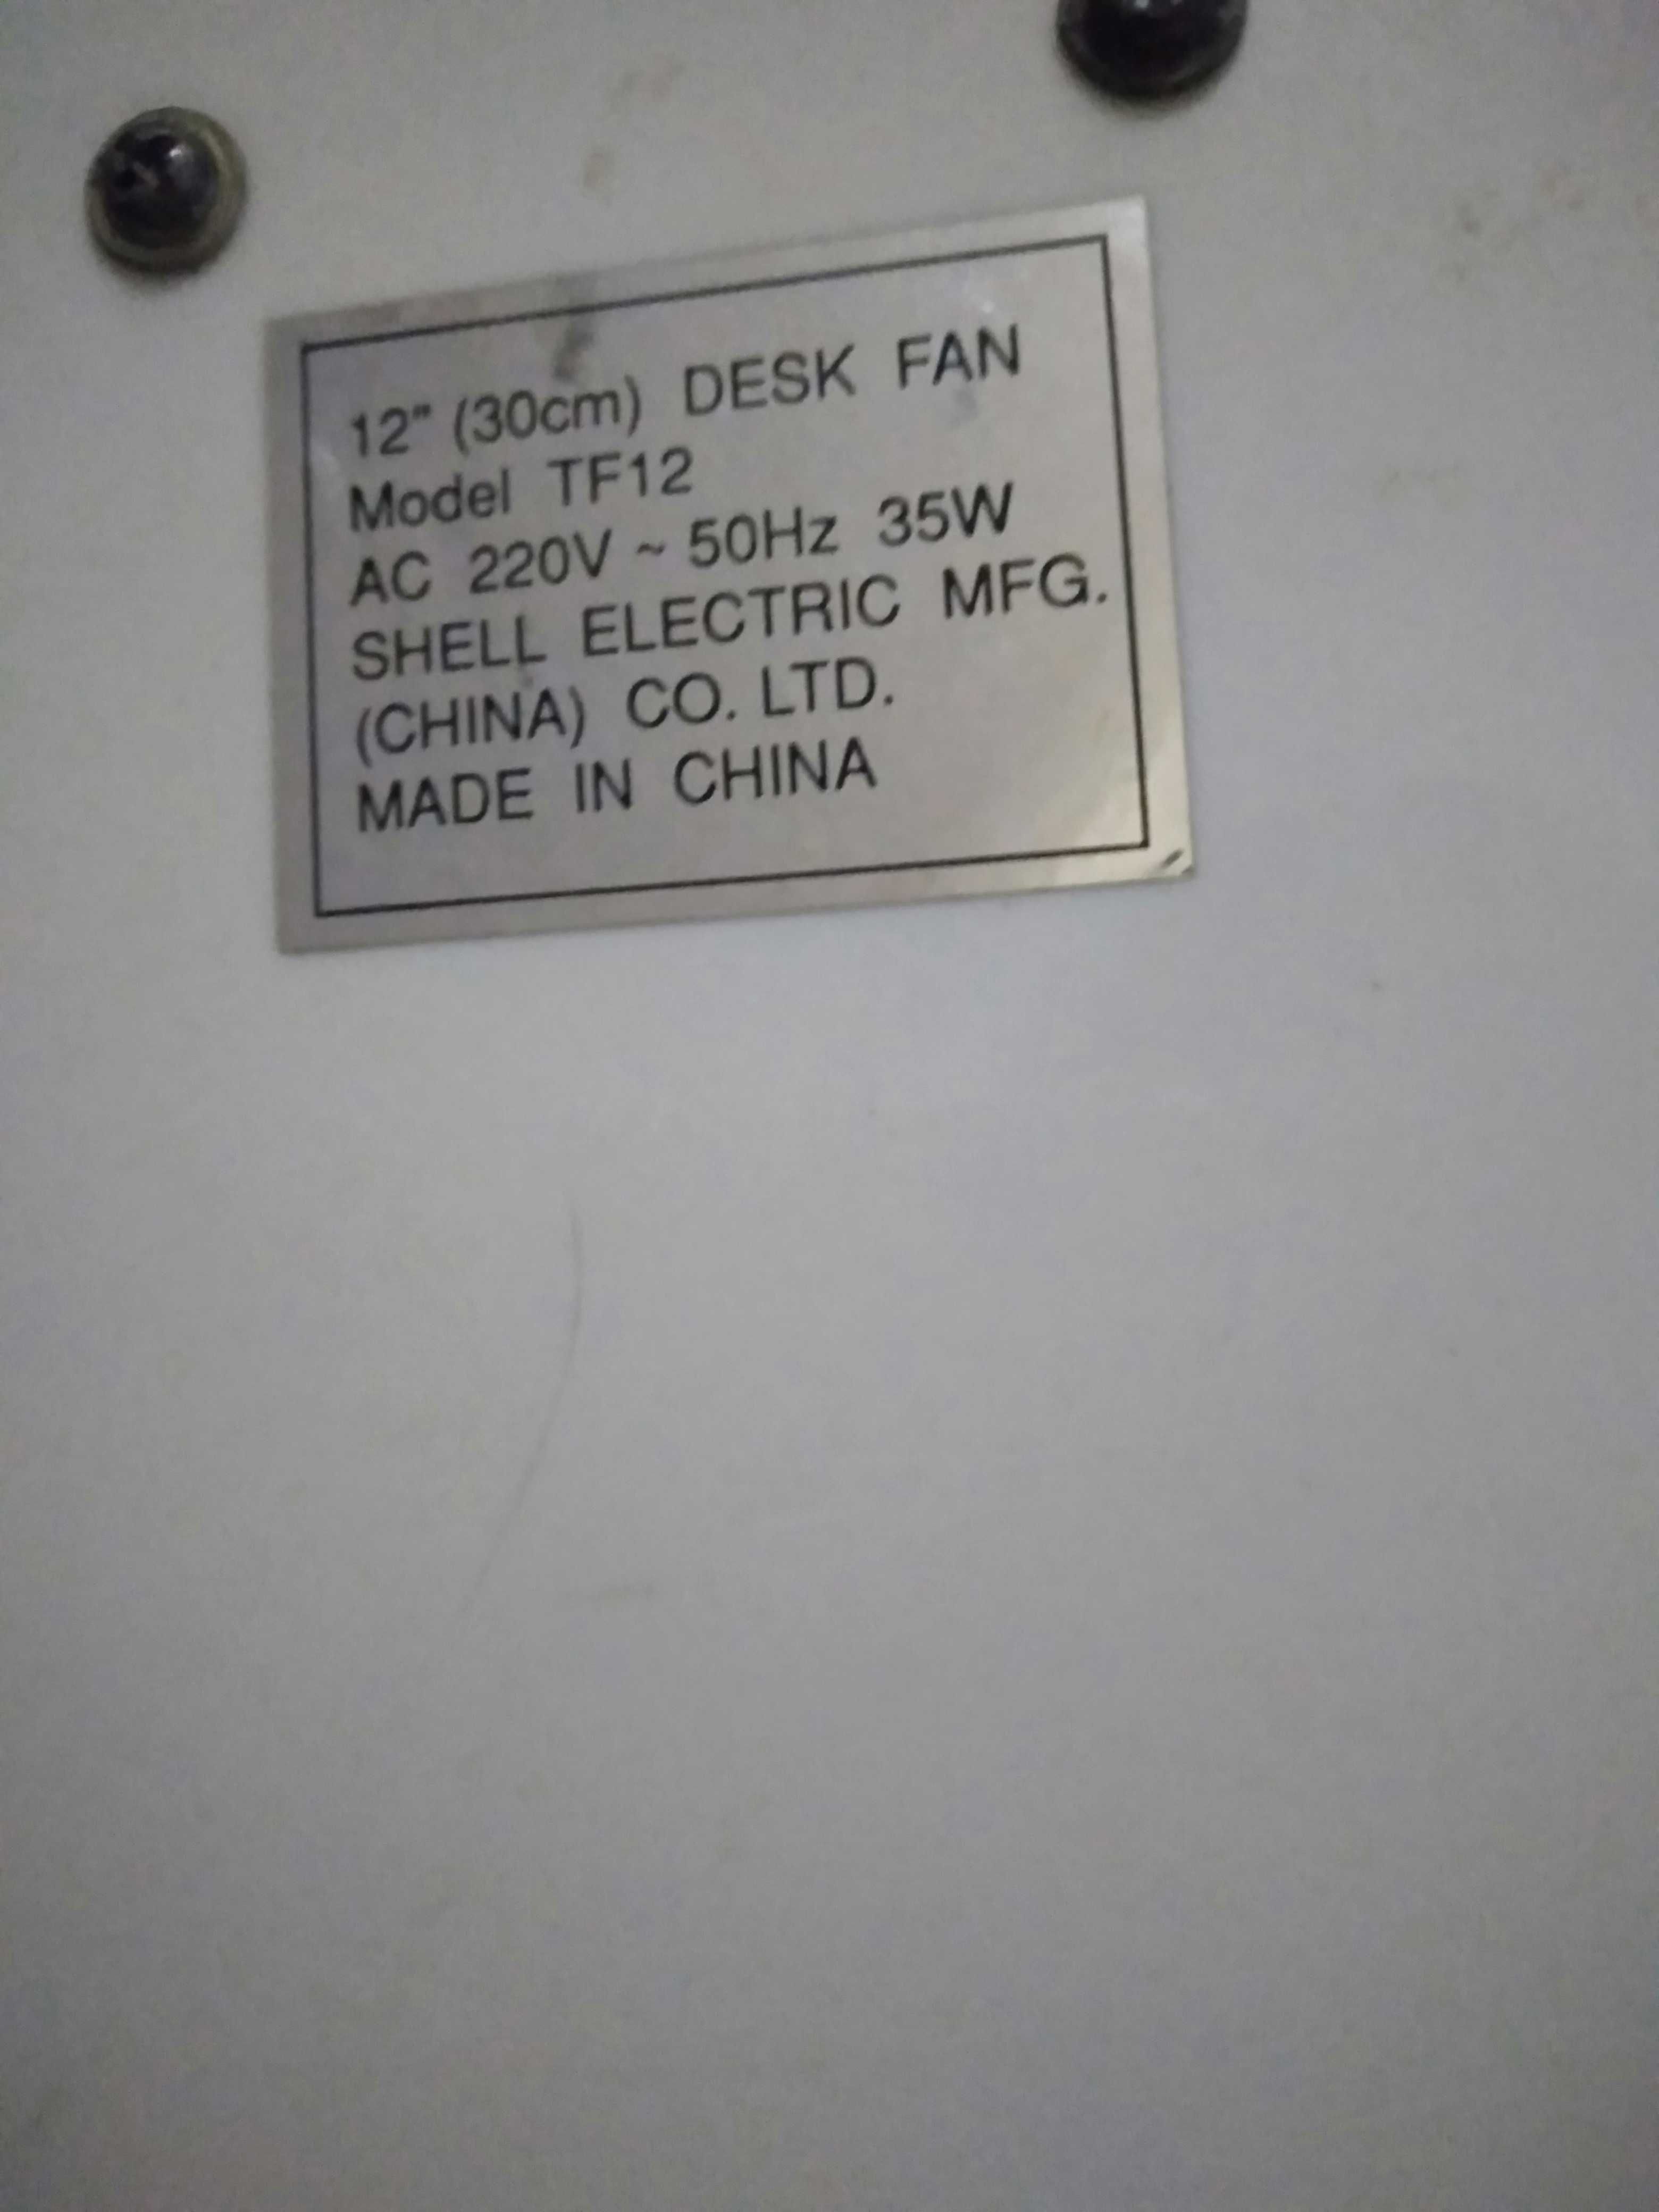 12" (30cm) DESK FAN
Model TF12
AC 220V ~ 50Hz 35W
SHELL ELECTRIC MFG.
(CHINA) CO. LTD.
MADE IN CHINA